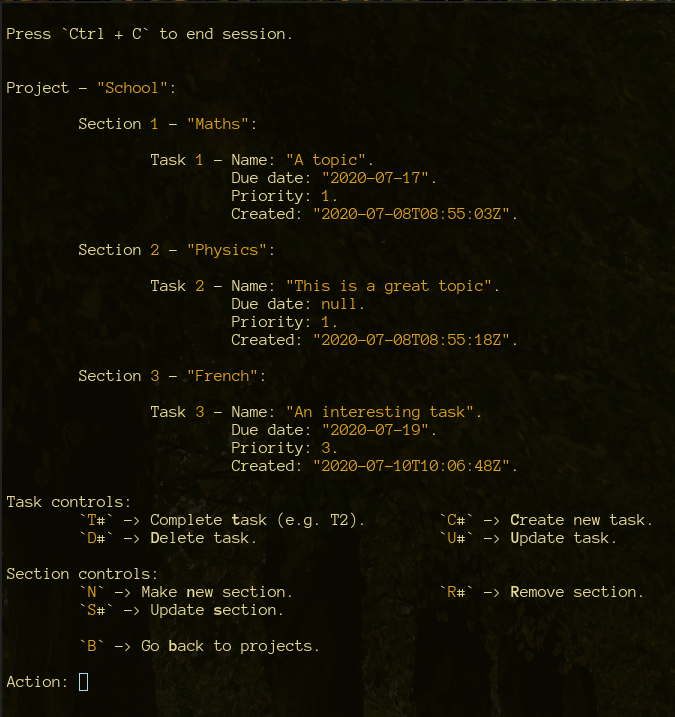 Press `Ctrl + C` to end session.
Project - "School":
Section 1 - "Maths":
Task 1 - Name: "A topic".
Due date: "2020-07-17".
Priority: 1.
Created: "2020-07-08T08:55:03Z".
Section 2 - "Physics":
Task 2 - Name: "This is a great topic".
Due date: null.
Priority: 1.
Created: "2020-07-08T08:55:18Z".
Section 3 - "French":
Task 3 - Name: "An interesting task".
Due date: "2020-07-19".
Priority: 3.
Created: "2020-07-10T10:06:48Z".
Task controls:
`T#` -> Complete task (e.g. T2). `C#` -> Create new task.
`D#` -> Delete task. `U#` -> Update task.
Section controls:
`N` -> Make new section. `R#` -> Remove section.
`S#` -> Update section.
`B` -> Go back to projects.
Action: